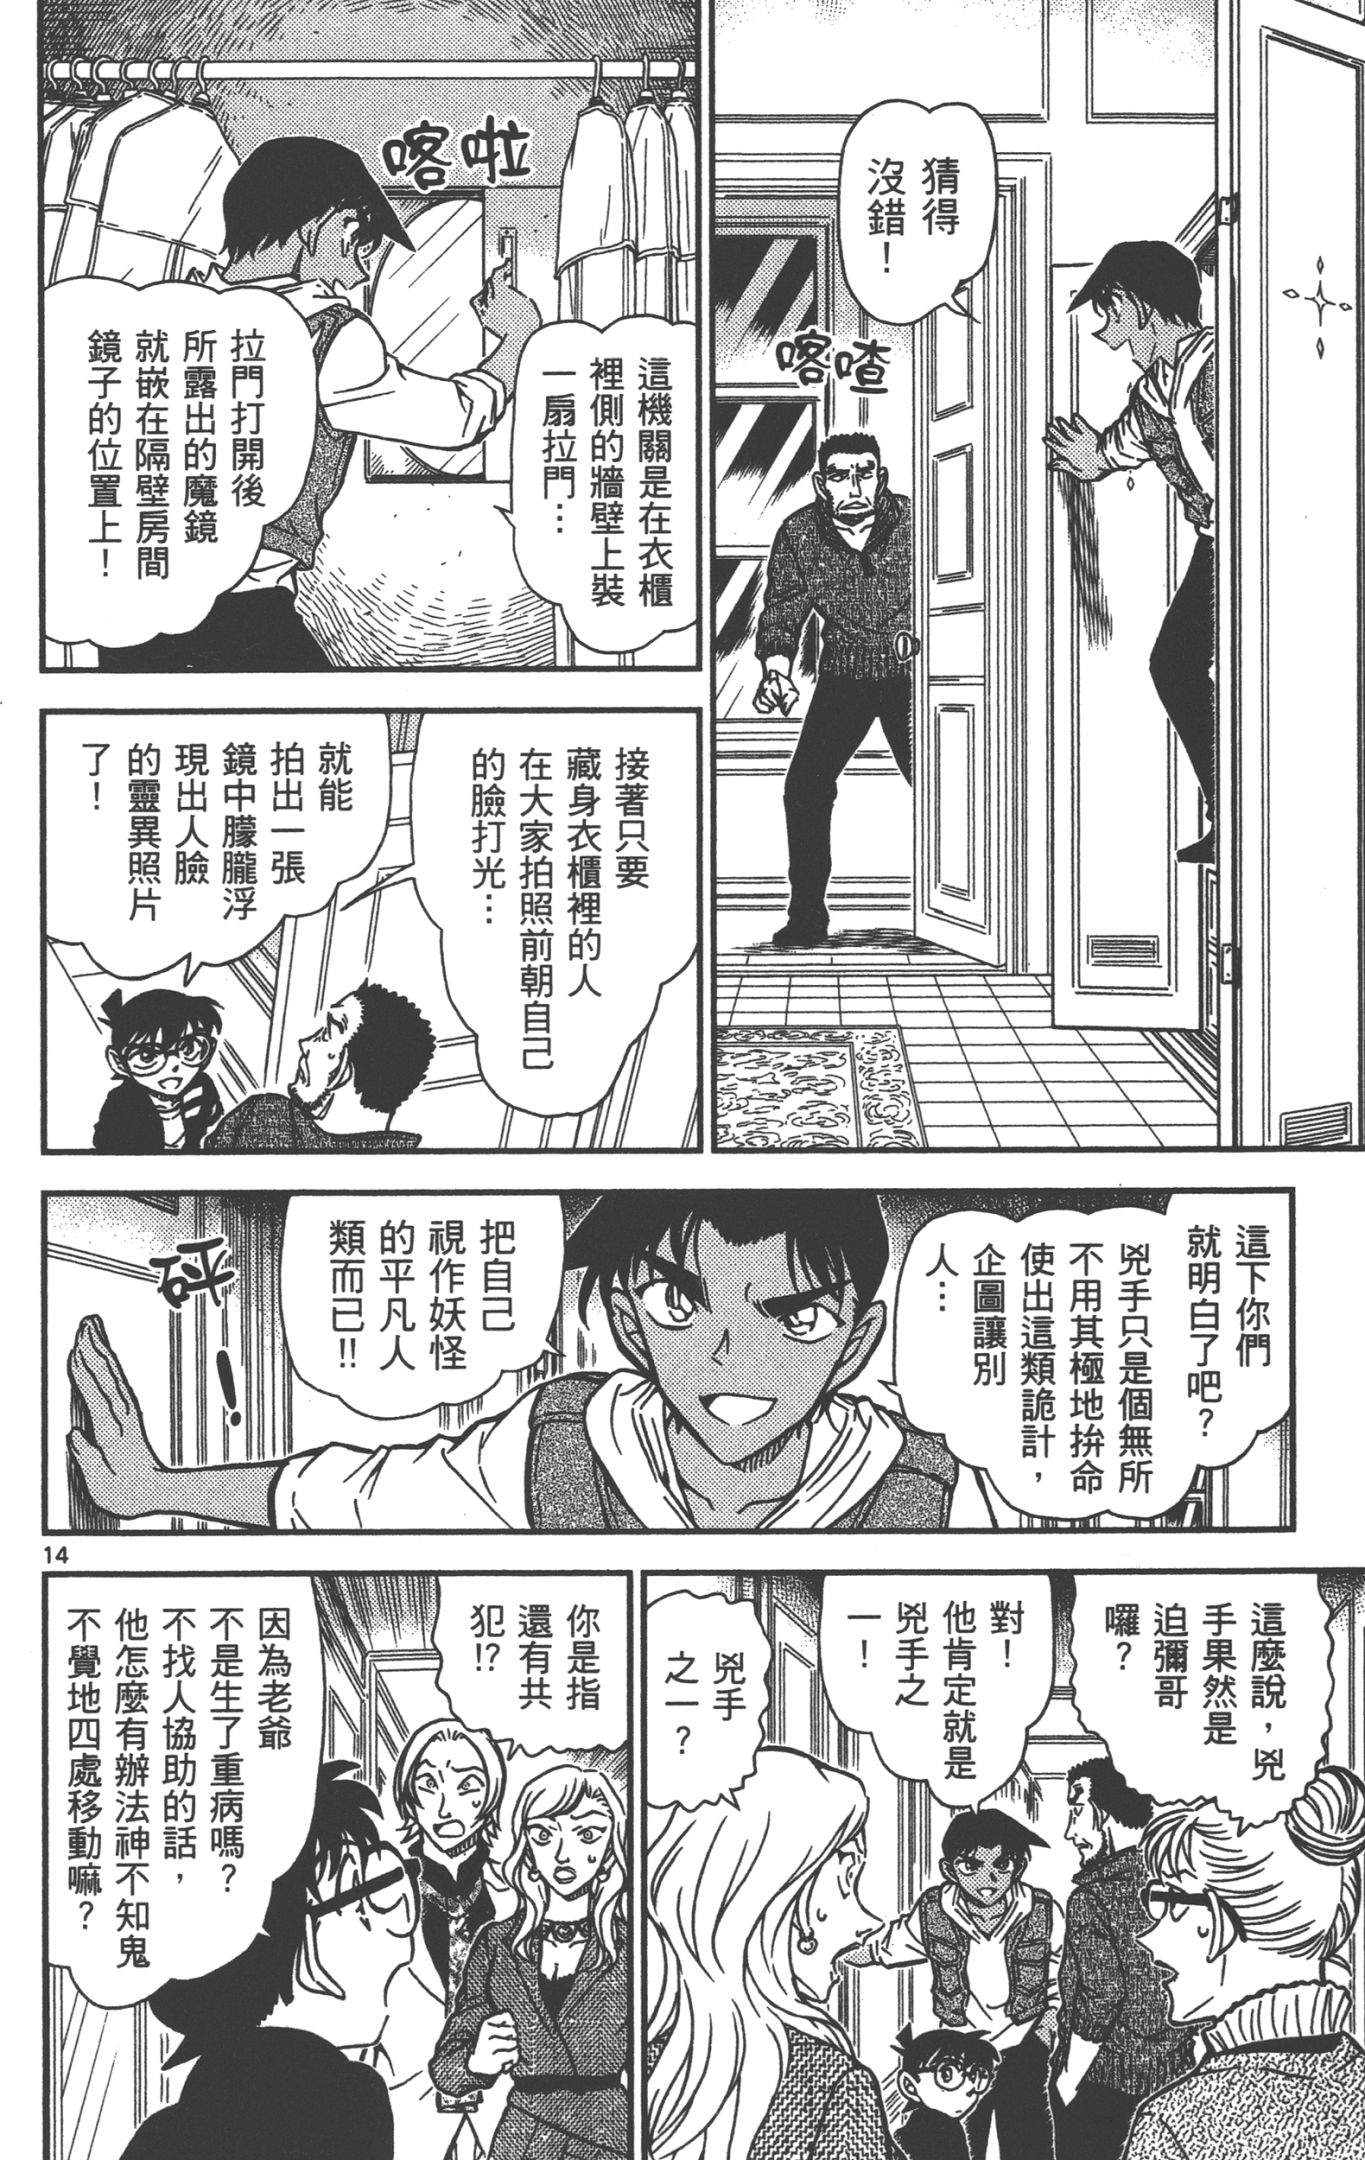 猜得
沒錯！
喀喳
喀啦
這機關是在衣櫃
裡側的牆壁上裝
一扇拉門…
拉門打開後
所露出的魔鏡
就嵌在隔壁房間
鏡子的位置上！
接著只要
藏身衣櫃裡的人
在大家拍照前朝自己
的臉打光…
就能
拍出一張
鏡中朦朧浮
現出人臉
的靈異照片
了！
這下你們
就明白了吧？
兇手只是個無所
不用其極地拚命
使出這類詭計，
企圖讓別
人…
把自己
視作妖怪
的平凡人
類而已!!
砰！
14
這麼說，兇
手果然是
迫彌哥
囉？
對！
他肯定就是
兇手之
一！
兇手
之一？
你是指
還有共
犯!?
因為老爺
不是生了重病嗎？
不找人協助的話，
他怎麼有辦法神不知鬼
不覺地四處移動嘛？